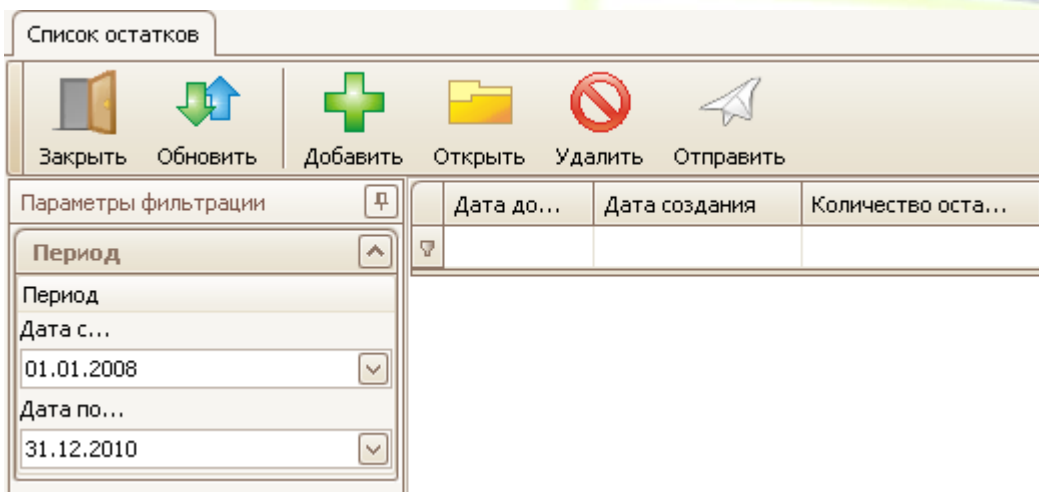 Список остатков
Закрыть Обновить Добавить Открыть Удалить Отправить
Параметры фильтрации
Дата до... Дата создания Количество оста...
Период
Период
Дата с...
01.01.2008
Дата по...
31.12.2010